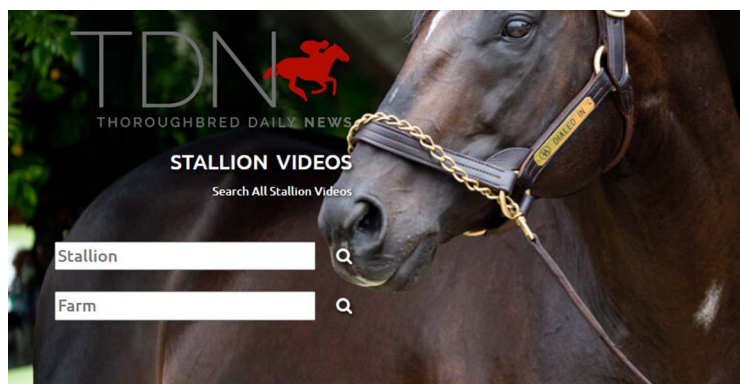 TDN
THOROUGHBRED DAILY NEWS
STALLION VIDEOS
Search All Stallion Videos
Stallion
Farm
DIALED IN